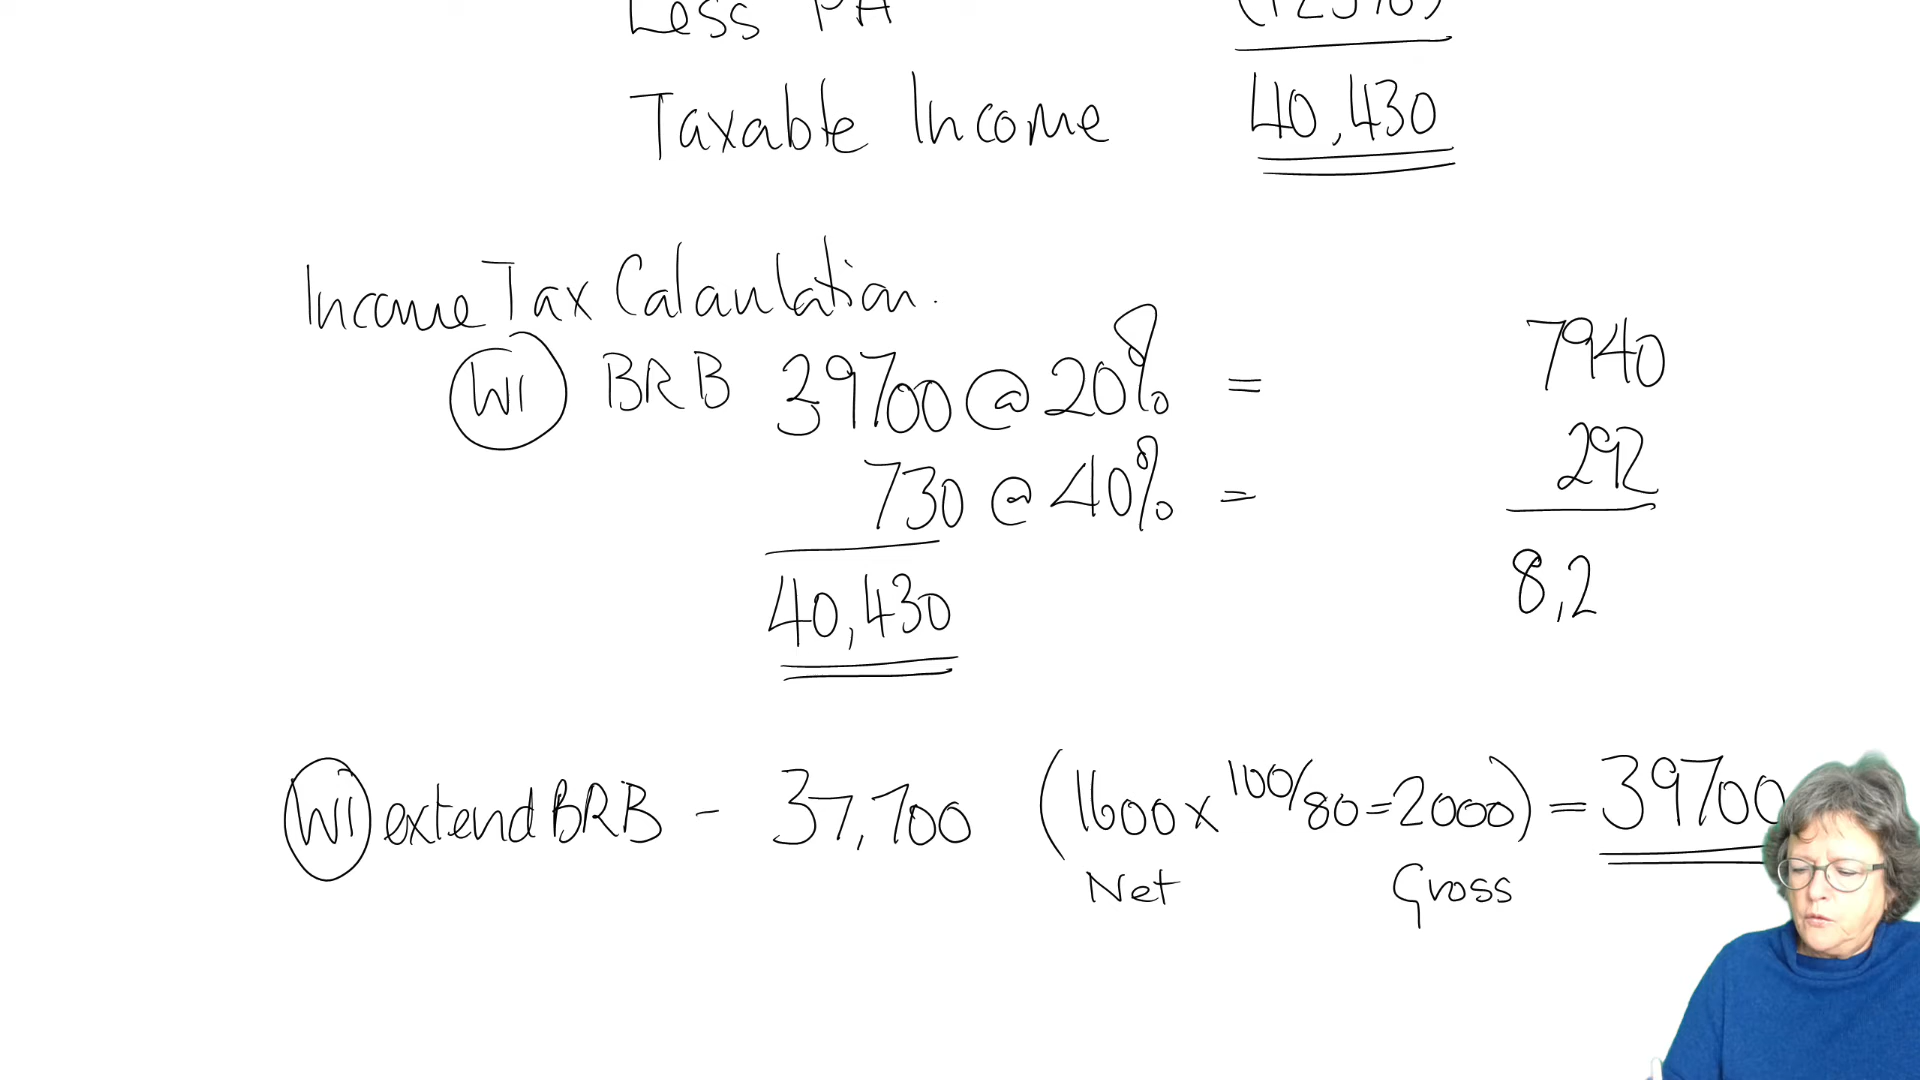 Less PA (12570)
Taxable Income 40,430
Income Tax Calculation.
W1 BRB 39700 @ 20% = 7940
730 @ 40% = 292
40,430 8,2
W1 extend BRB - 37,700 (1600 x 100/80 = 2000) = 39700
Net Gross